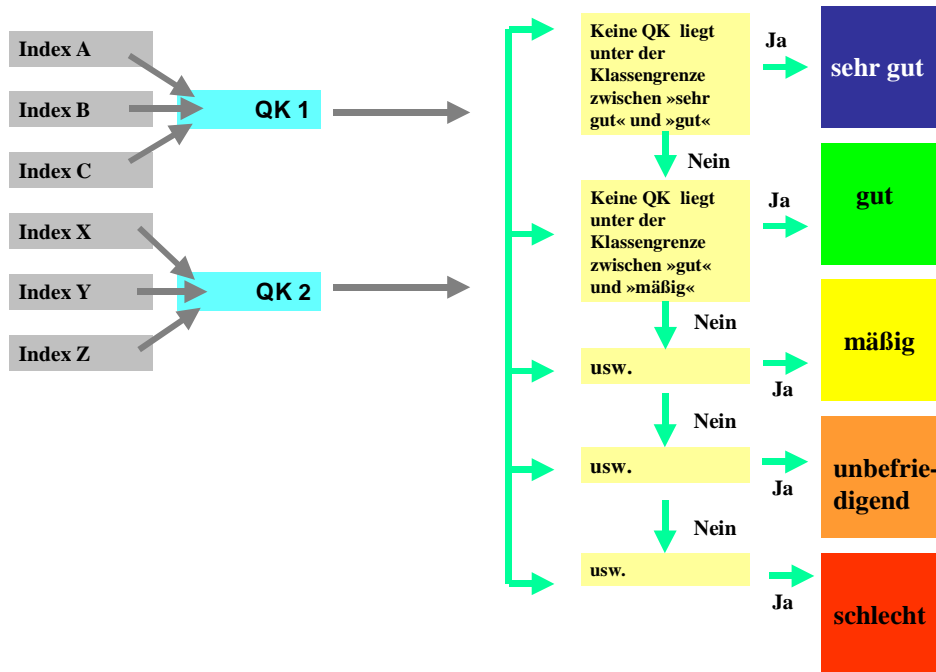 Index A
Index B
Index C
QK 1
Index X
Index Y
Index Z
QK 2
Keine QK liegt
unter der
Klassengrenze
zwischen »sehr
gut« und »gut«
Ja
sehr gut
Nein
Keine QK liegt
unter der
Klassengrenze
zwischen »gut«
und »mäßig«
Ja
gut
Nein
usw.
Ja
mäßig
Nein
usw.
Ja
unbefrie-
digend
Nein
usw.
Ja
schlecht